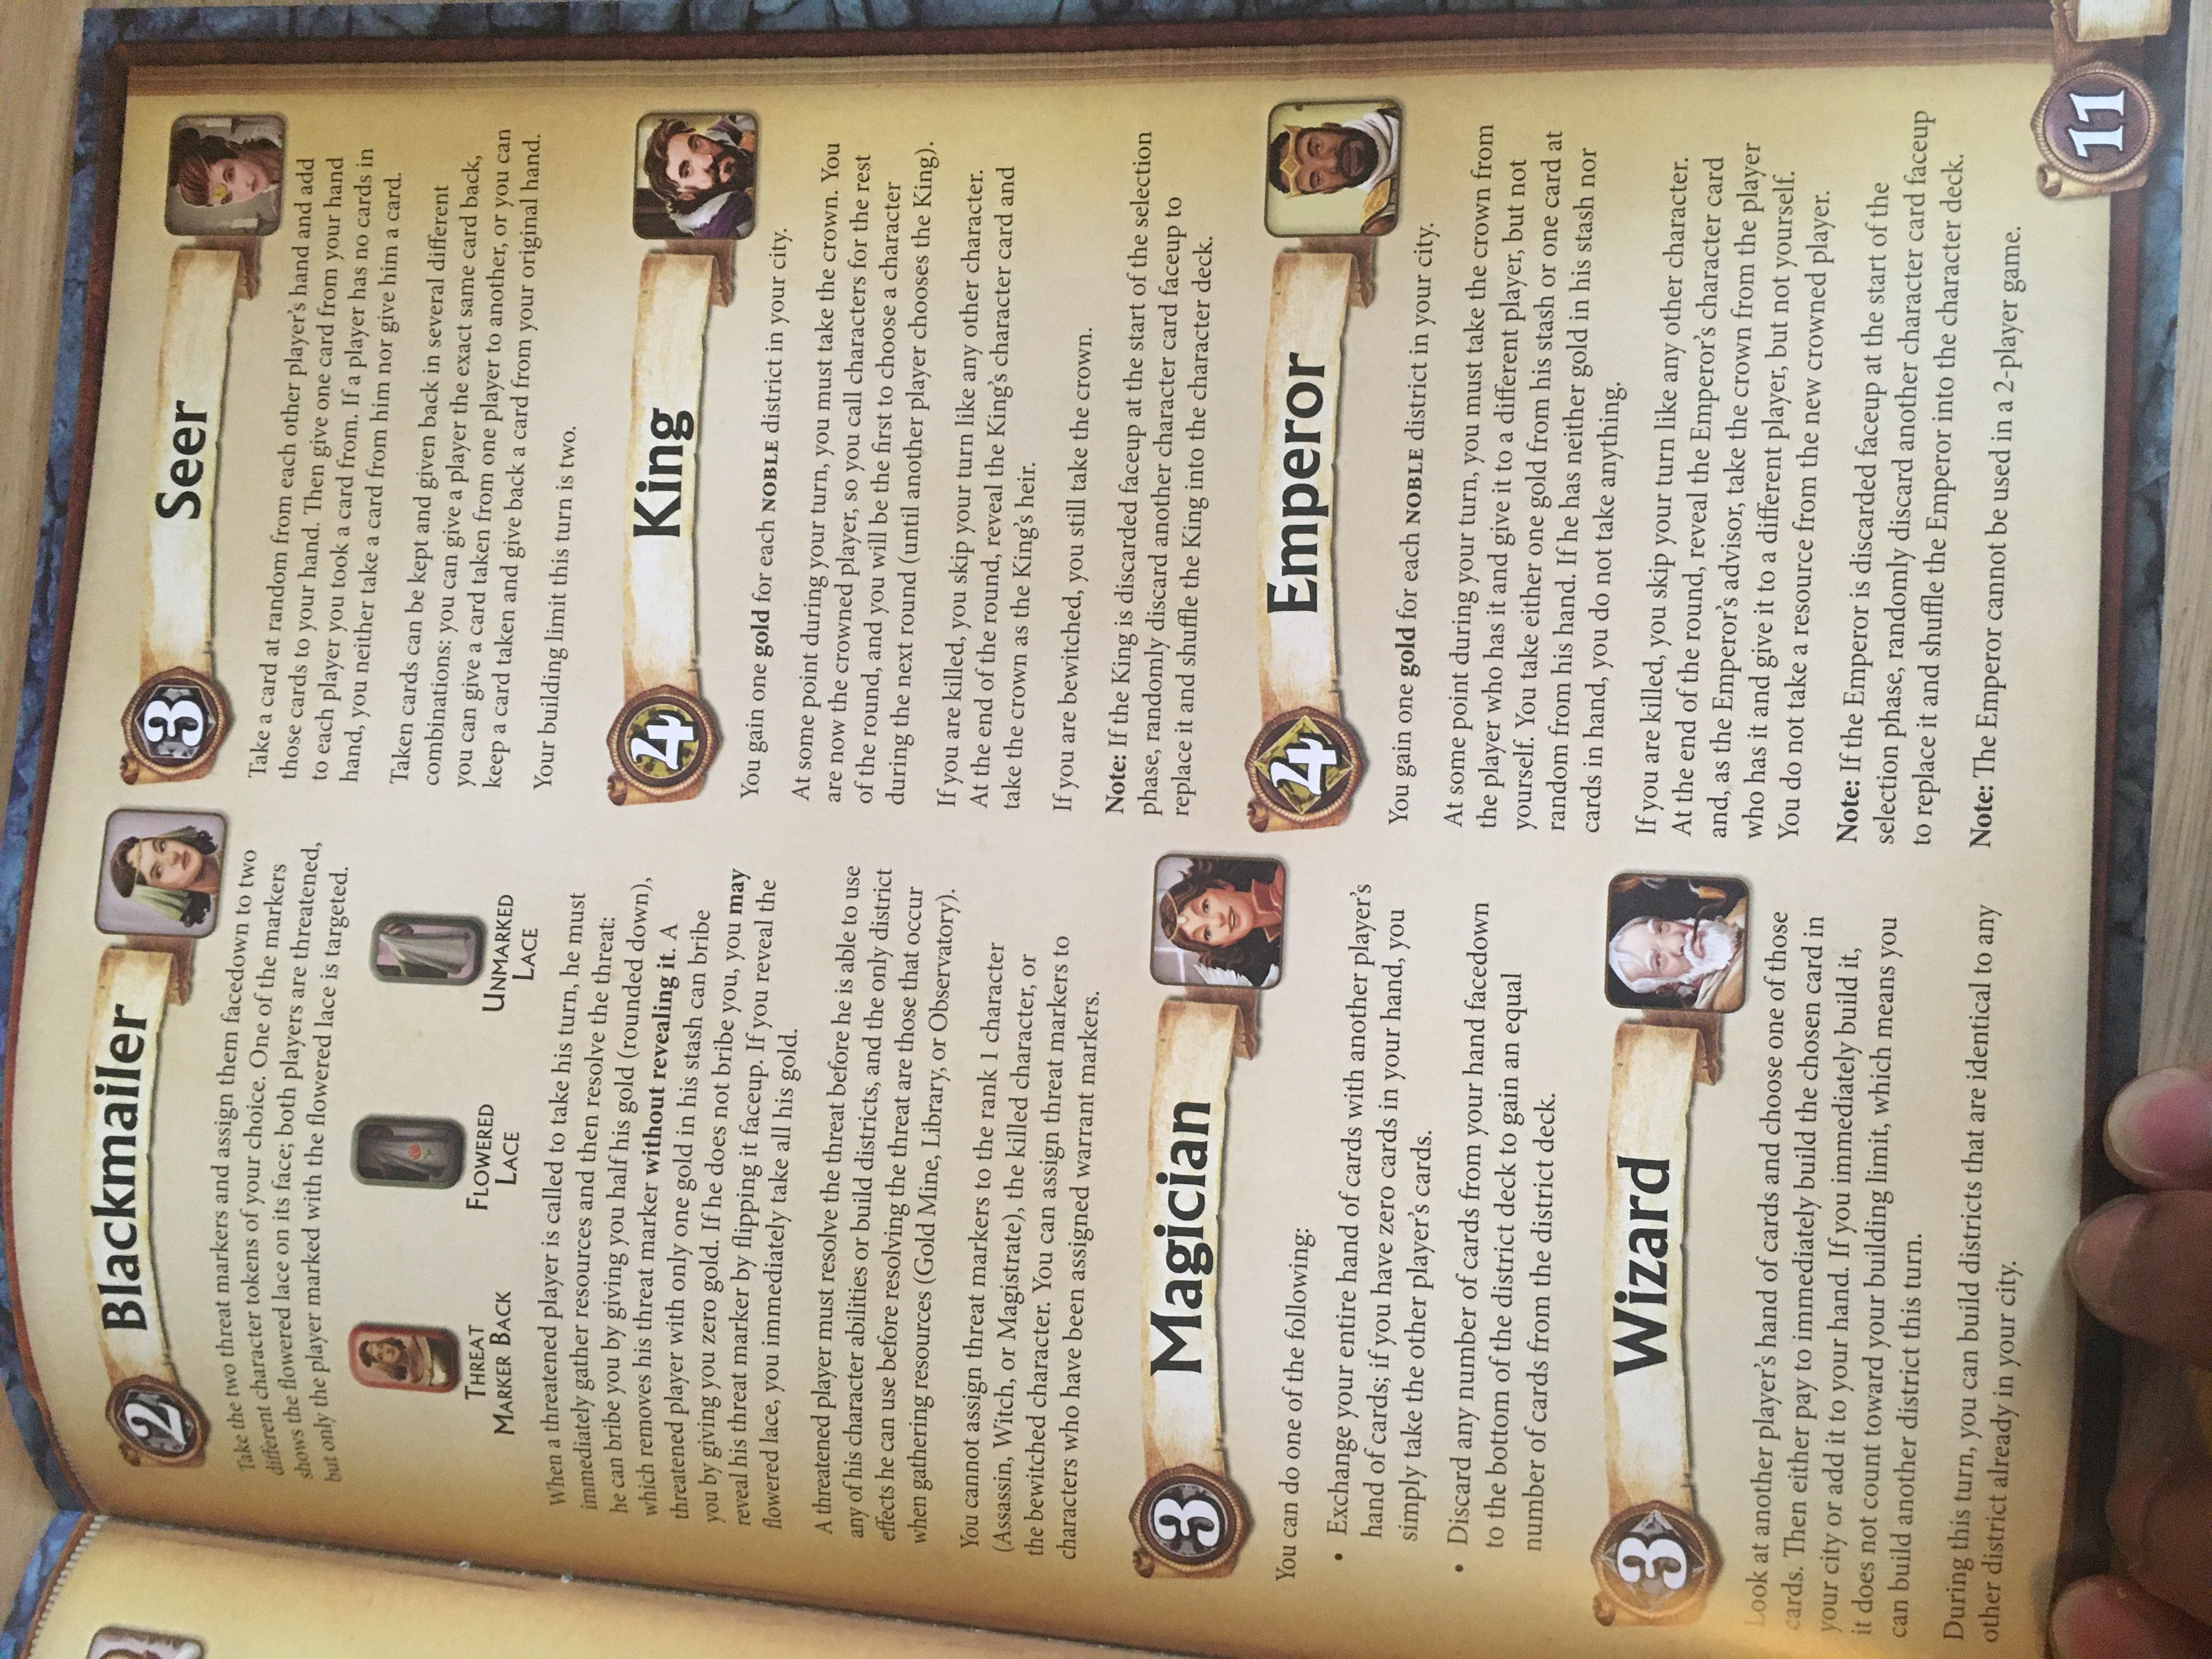 2
Blackmailer
Take the two threat markers and assign them facedown to two
different character tokens of your choice. One of the markers
shows the flowered lace on its face; both players are threatened,
but only the player marked with the flowered lace is targeted.
THREAT
MARKER BACK
FLOWERED
LACE
UNMARKED
LACE
When a threatened player is called to take his turn, he must
immediately gather resources and then resolve the threat:
he can bribe you by giving you half his gold (rounded down),
which removes his threat marker without revealing it. A
threatened player with only one gold in his stash can bribe
you by giving you zero gold. If he does not bribe you, you may
reveal his threat marker by flipping it faceup. If you reveal the
flowered lace, you immediately take all his gold.
A threatened player must resolve the threat before he is able to use
any of his character abilities or build districts, and the only district
effects he can use before resolving the threat are those that occur
when gathering resources (Gold Mine, Library, or Observatory).
You cannot assign threat markers to the rank 1 character
(Assassin, Witch, or Magistrate), the killed character, or
the bewitched character. You can assign threat markers to
characters who have been assigned warrant markers.
3
Magician
You can do one of the following:
• Exchange your entire hand of cards with another player's
hand of cards; if you have zero cards in your hand, you
simply take the other player's cards.
• Discard any number of cards from your hand facedown
to the bottom of the district deck to gain an equal
number of cards from the district deck.
3
Wizard
Look at another player's hand of cards and choose one of those
cards. Then either pay to immediately build the chosen card in
your city or add it to your hand. If you immediately build it,
it does not count toward your building limit, which means you
can build another district this turn.
During this turn, you can build districts that are identical to any
other district already in your city.
3
Seer
Take a card at random from each other player's hand and add
those cards to your hand. Then give one card from your hand
to each player you took a card from. If a player has no cards in
hand, you neither take a card from him nor give him a card.
Taken cards can be kept and given back in several different
combinations: you can give a player the exact same card back,
you can give a card taken from one player to another, or you can
keep a card taken and give back a card from your original hand.
Your building limit this turn is two.
4
King
You gain one gold for each NOBLE district in your city.
At some point during your turn, you must take the crown. You
are now the crowned player, so you call characters for the rest
of the round, and you will be the first to choose a character
during the next round (until another player chooses the King).
If you are killed, you skip your turn like any other character.
At the end of the round, reveal the King's character card and
take the crown as the King's heir.
If you are bewitched, you still take the crown.
Note: If the King is discarded faceup at the start of the selection
phase, randomly discard another character card faceup to
replace it and shuffle the King into the character deck.
4
Emperor
You gain one gold for each NOBLE district in your city.
At some point during your turn, you must take the crown from
the player who has it and give it to a different player, but not
yourself. You take either one gold from his stash or one card at
random from his hand. If he has neither gold in his stash nor
cards in hand, you do not take anything.
If you are killed, you skip your turn like any other character.
At the end of the round, reveal the Emperor's character card
and, as the Emperor's advisor, take the crown from the player
who has it and give it to a different player, but not yourself.
You do not take a resource from the new crowned player.
Note: If the Emperor is discarded faceup at the start of the
selection phase, randomly discard another character card faceup
to replace it and shuffle the Emperor into the character deck.
Note: The Emperor cannot be used in a 2-player game.
11